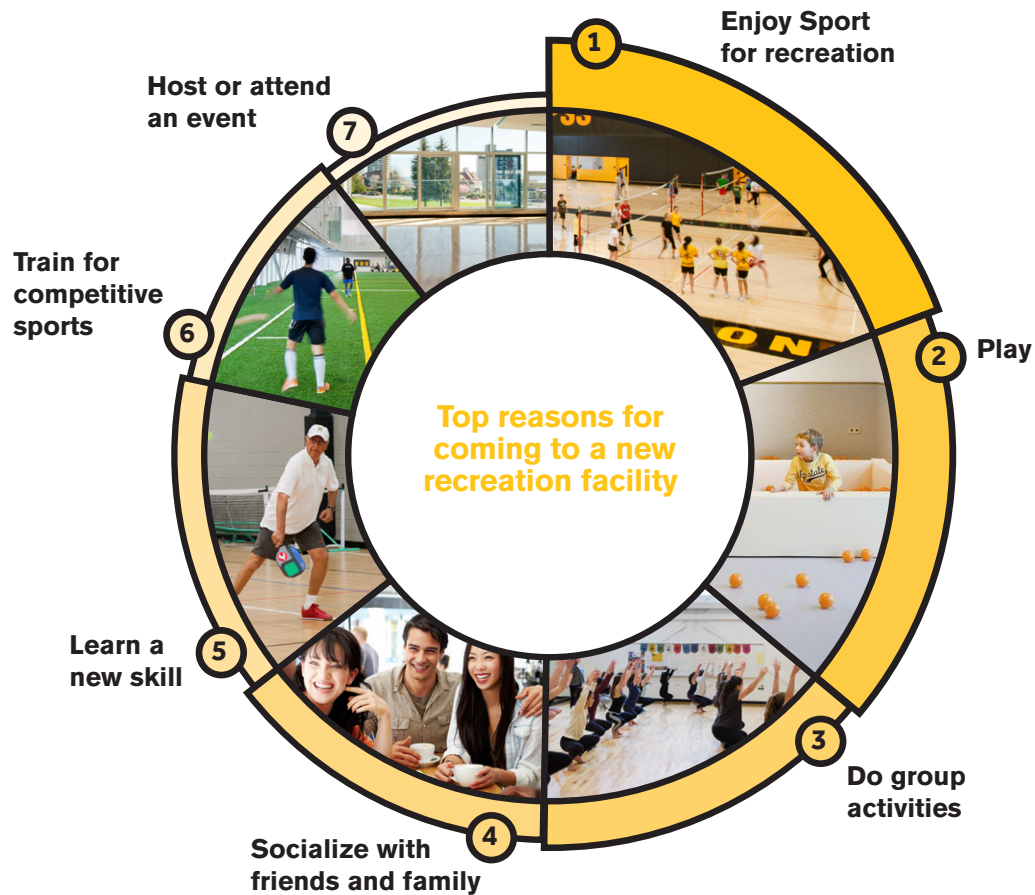 Top reasons for
coming to a new
recreation facility
1
Enjoy Sport
for recreation
2
Play
3
Do group
activities
4
Socialize with
friends and family
5
Learn a
new skill
6
Train for
competitive
sports
7
Host or attend
an event